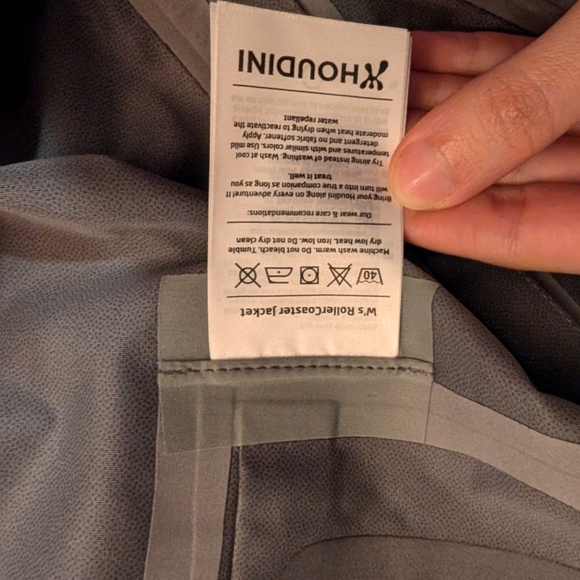 W's RollerCoaster Jacket
40
Machine wash warm. Do not bleach. Tumble
dry low heat. Iron low. Do not dry clean
Our wear & care recommendations:
Bring your Houdini along on every adventure! It
will turn into a true companion as long as you
treat it well.
Try airing instead of washing. Wash at cool
temperatures and with similar colors. Use mild
detergent and no fabric softener. Apply
moderate heat when drying to reactivate the
water repellant
HOUDINI